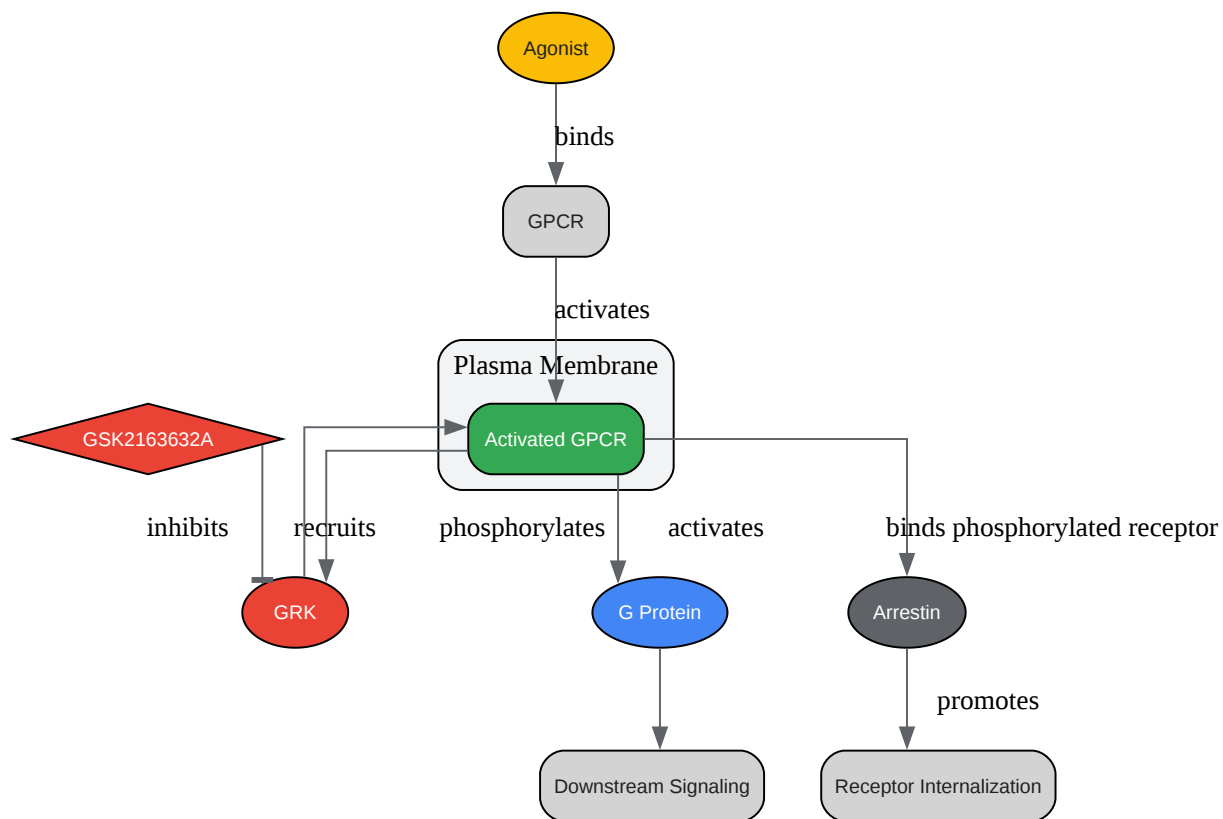 Agonist
binds
GPCR
activates
Plasma Membrane
GSK2163632A
Activated GPCR
inhibits
recruits
phosphorylates
activates
binds phosphorylated receptor
GRK
G Protein
Arrestin
promotes
Downstream Signaling
Receptor Internalization